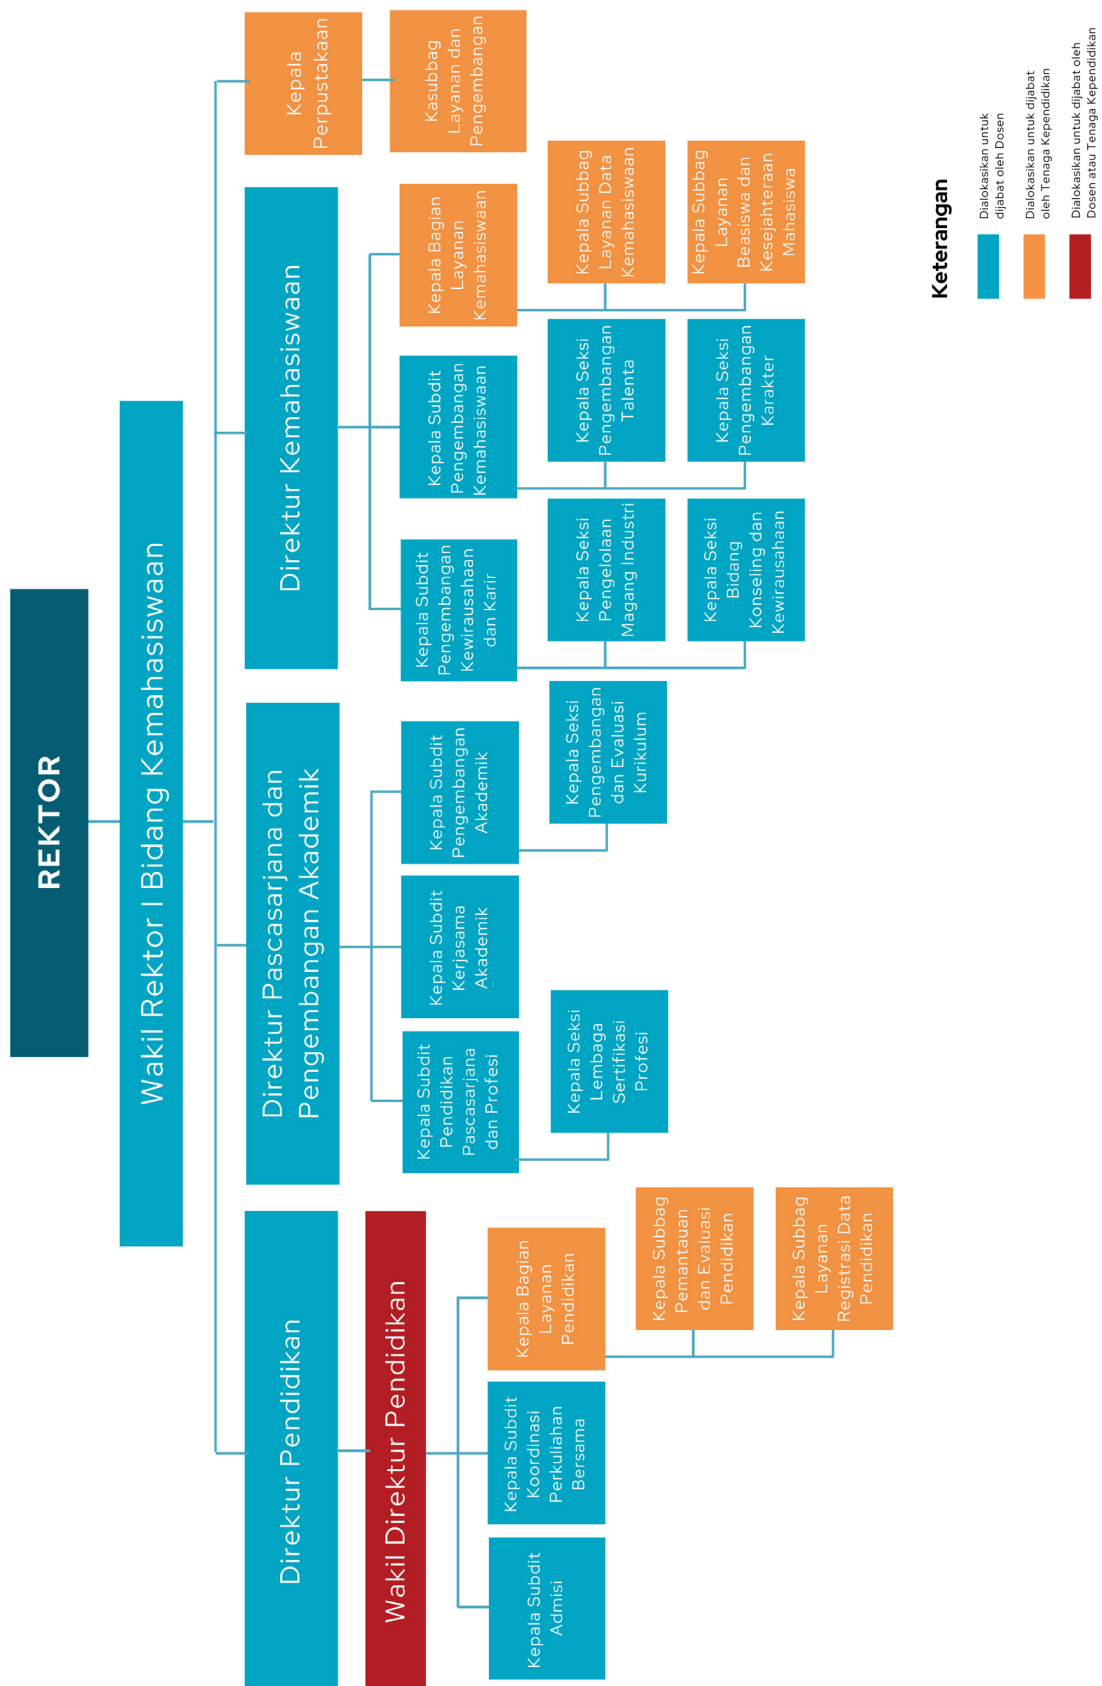 REKTOR
Wakil Rektor I Bidang Kemahasiswaan
Direktur Pendidikan
Wakil Direktur Pendidikan
Kepala Subdit
Admisi
Kepala Subdit
Koordinasi
Perkuliahan
Bersama
Kepala Bagian
Layanan
Pendidikan
Kepala Subbag
Pemantauan
dan Evaluasi
Pendidikan
Kepala Subbag
Layanan
Registrasi Data
Pendidikan
Direktur Pascasarjana dan
Pengembangan Akademik
Kepala Subdit
Pendidikan
Pascasarjana
dan Profesi
Kepala Seksi
Lembaga
Sertifikasi
Profesi
Kepala Subdit
Kerjasama
Akademik
Kepala Subdit
Pengembangan
Akademik
Kepala Seksi
Pengembangan
dan Evaluasi
Kurikulum
Direktur Kemahasiswaan
Kepala Subdit
Pengembangan
Kewirausahaan
dan Karir
Kepala Seksi
Pengelolaan
Magang Industri
Kepala Seksi
Bidang
Konseling dan
Kewirausahaan
Kepala Subdit
Pengembangan
Kemahasiswaan
Kepala Seksi
Pengembangan
Talenta
Kepala Seksi
Pengembangan
Karakter
Kepala Bagian
Layanan
Kemahasiswaan
Kepala Subbag
Layanan Data
Kemahasiswaan
Kepala Subbag
Layanan
Beasiswa dan
Kesejahteraan
Mahasiswa
Kepala
Perpustakaan
Kasubbag
Layanan dan
Pengembangan
Keterangan
Dialokasikan untuk
dijabat oleh Dosen
Dialokasikan untuk dijabat
oleh Tenaga Kependidikan
Dialokasikan untuk dijabat oleh
Dosen atau Tenaga Kependidikan